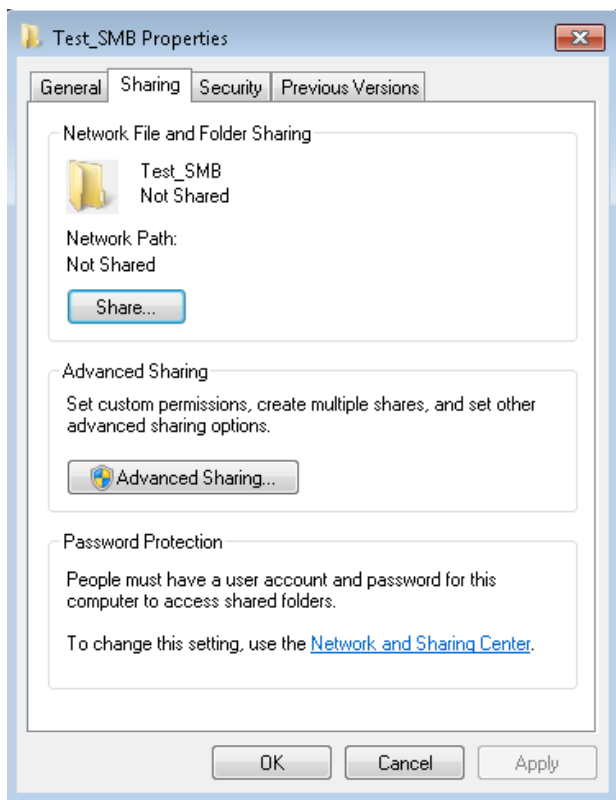 Test_SMB Properties
General Sharing Security Previous Versions
Network File and Folder Sharing
Test_SMB
Not Shared
Network Path:
Not Shared
Share...
Advanced Sharing
Set custom permissions, create multiple shares, and set other
advanced sharing options.
Advanced Sharing...
Password Protection
People must have a user account and password for this
computer to access shared folders.
To change this setting, use the Network and Sharing Center.
OK Cancel Apply